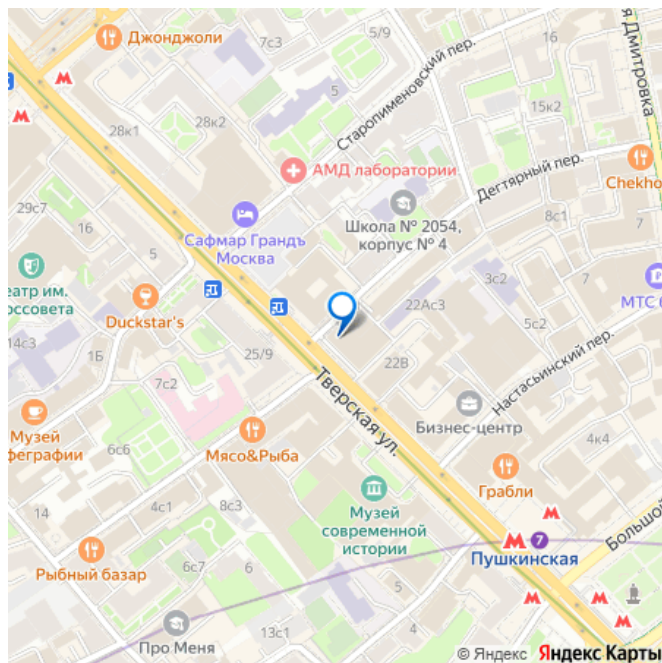 Джонджоли
7с3
5/9
16
я Дмитровка
5
28к1
28к2
Старопименовский пер.
15к2
АМД лаборатории
Дегтярный пер.
Chekho
29с7
16
Школа № 2054,
корпус № 4
8с1
7
Сафмар Грандъ
Москва
5
еатр им.
оссовета
Duckstar's
22Ас3
3с2
7
МТС
14с3
1Б
25/9
22В
5с2
Настасьинский пер.
7с2
Тверская ул.
Музей
феграфии
6с6
Мясо&Рыба
Бизнес-центр
4к4
Грабли
14
4с1
8с3
Музей
современной
истории
Большой
7
Пушкинская
Рыбный базар
6с7
6
4
5
Про Меня
13с1
© Яндекс Яндекс Карты